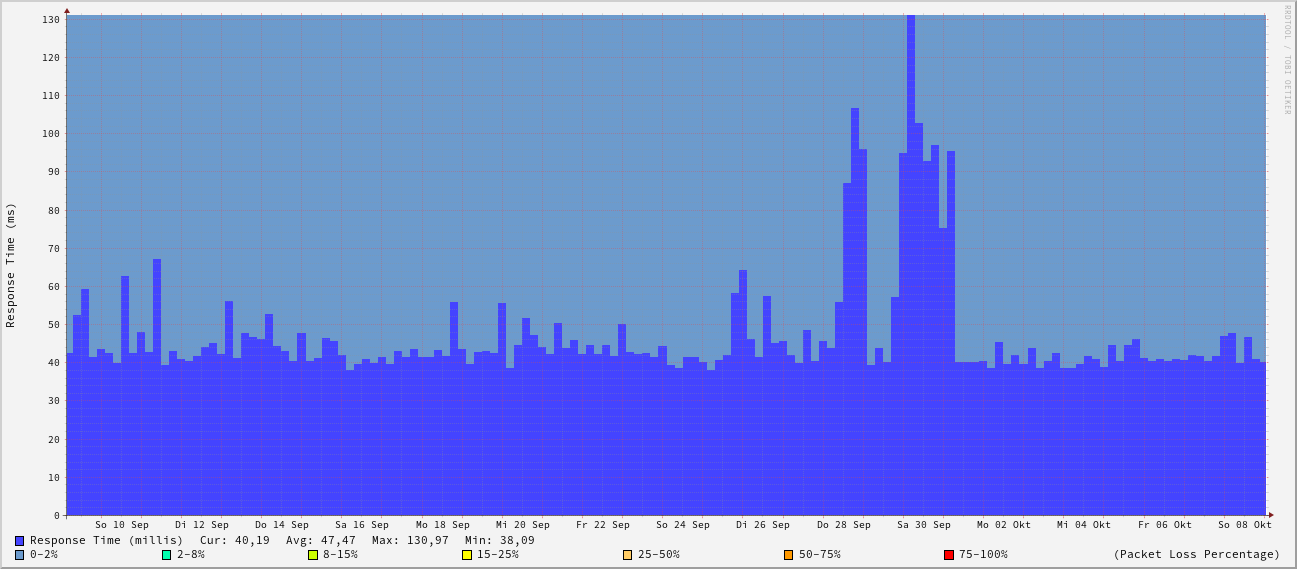 RRDTOOL / TOBI OETIKER
Response Time (ms)
130
120
110
100
90
80
70
60
50
40
30
20
10
0
So 10 Sep Di 12 Sep Do 14 Sep Sa 16 Sep Mo 18 Sep Mi 20 Sep Fr 22 Sep So 24 Sep Di 26 Sep Do 28 Sep Sa 30 Sep Mo 02 Okt Mi 04 Okt Fr 06 Okt So 08 Okt
Response Time (millis) Cur: 40,19 Avg: 47,47 Max: 130,97 Min: 38,09
0-2% 2-8% 8-15% 15-25% 25-50% 50-75% 75-100% (Packet Loss Percentage)